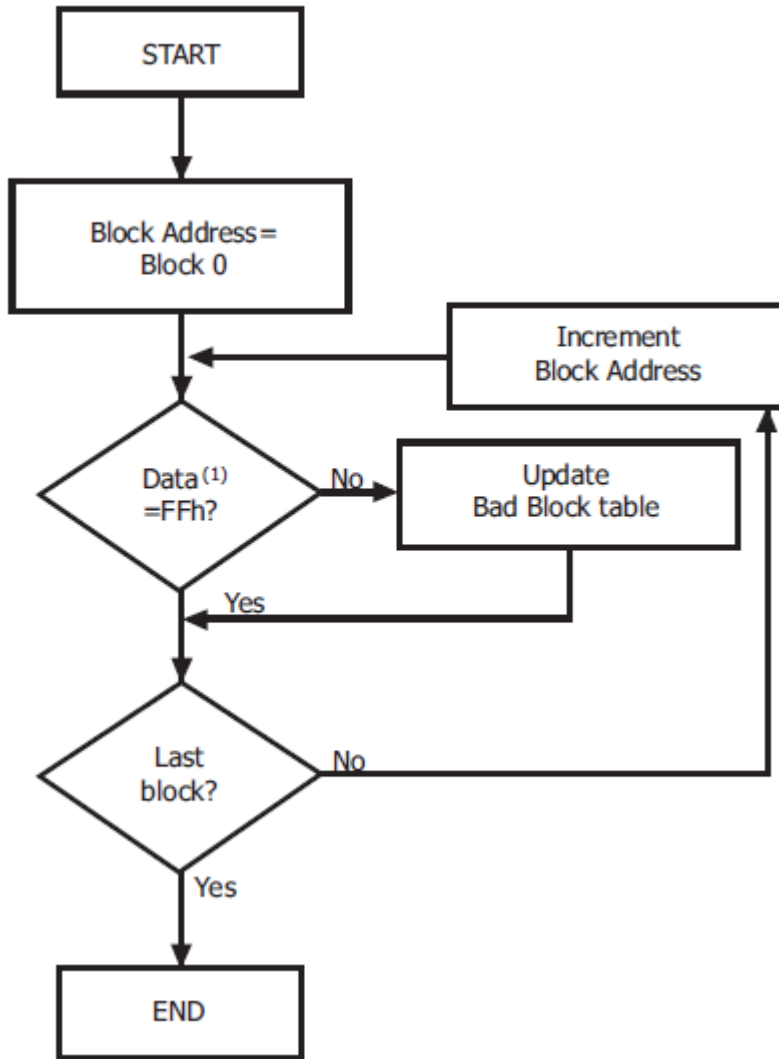 START
Block Address=
Block 0
Increment
Block Address
Data(1)
=FFh?
No
Update
Bad Block table
Yes
Last
block?
No
Yes
END